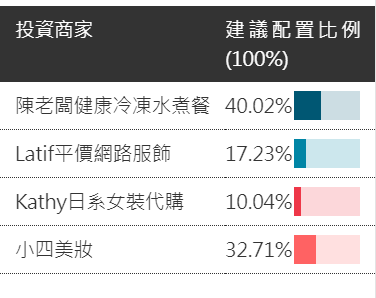 投資商家 建議配置比例
(100%)
陳老闆健康冷凍水煮餐 40.02%
Latif平價網路服飾 17.23%
Kathy日系女裝代購 10.04%
小四美妝 32.71%